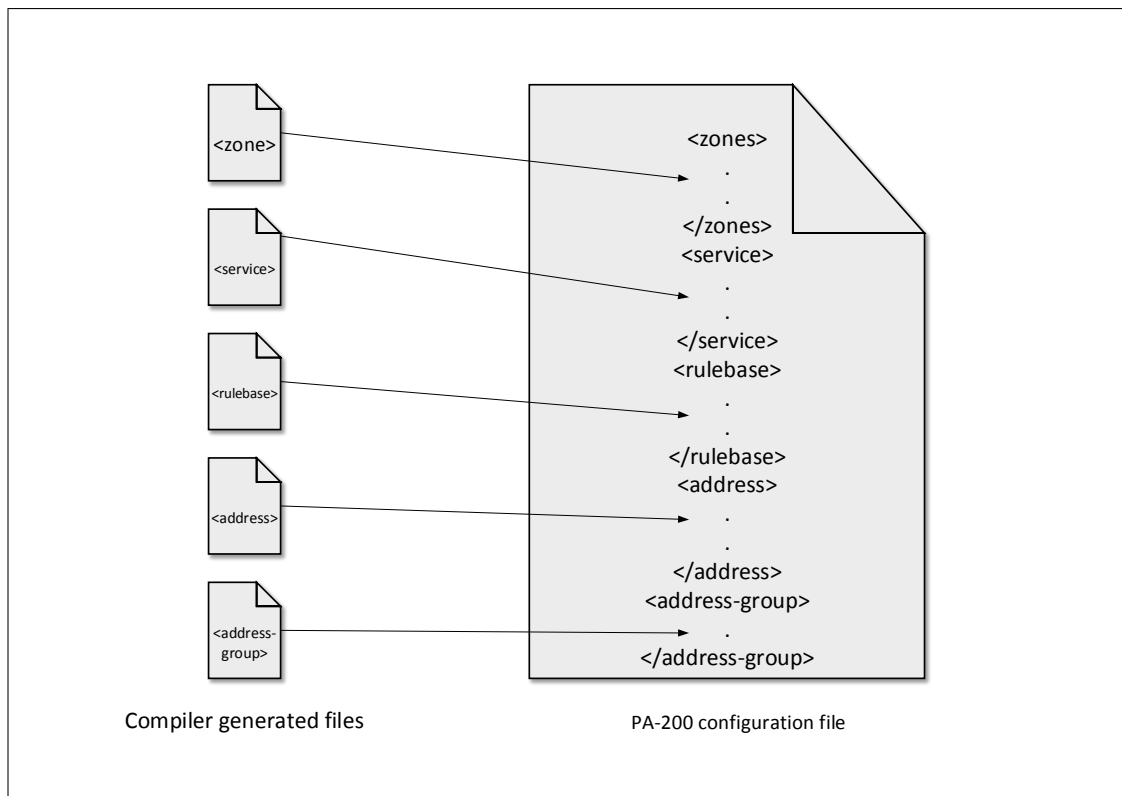 <zone>
<service>
<rulebase>
<address>
<address-
group>
Compiler generated files
<zones>
.
.
</zones>
<service>
.
.
</service>
<rulebase>
.
.
</rulebase>
<address>
.
.
</address>
<address-group>
.
</address-group>
PA-200 configuration file